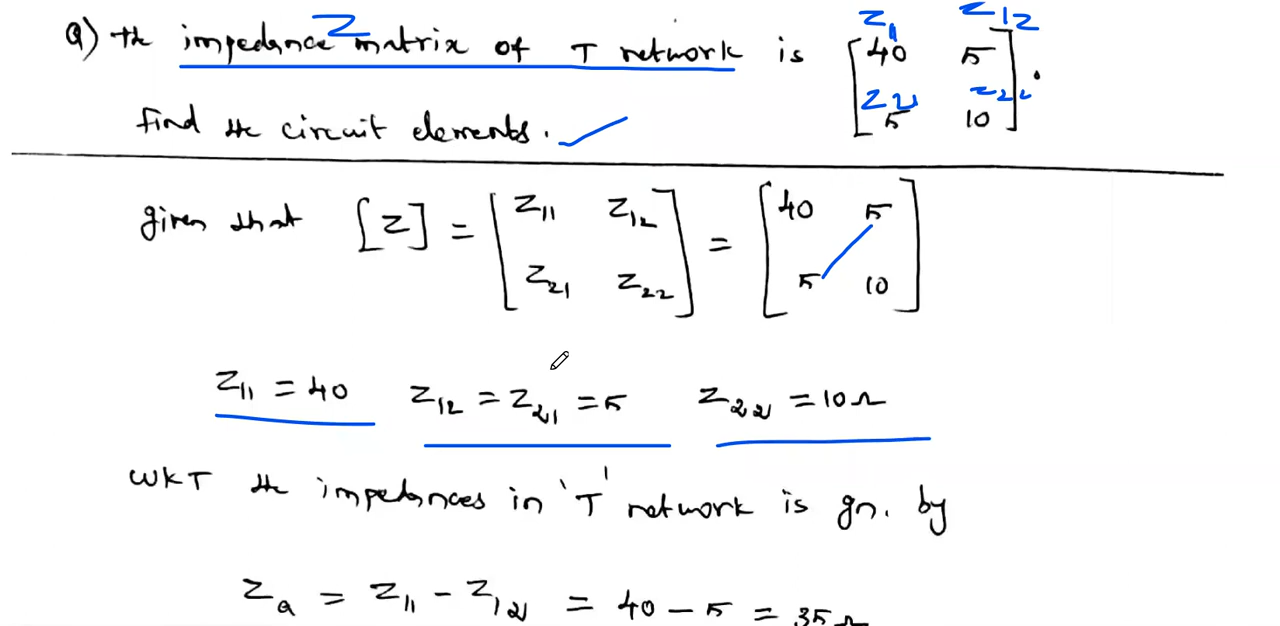 Q) the impedance matrix of T network is [40 5
5 10].
Z
Z11 Z12
Z21 Z22
find the circuit elements.
given that [Z] = [Z11 Z12
Z21 Z22] = [40 5
5 10]
Z11 = 40 Z12 = Z21 = 5 Z22 = 10Ω
WKT the impedances in 'T' network is gn. by
Za = Z11 - Z12 = 40 - 5 = 35Ω